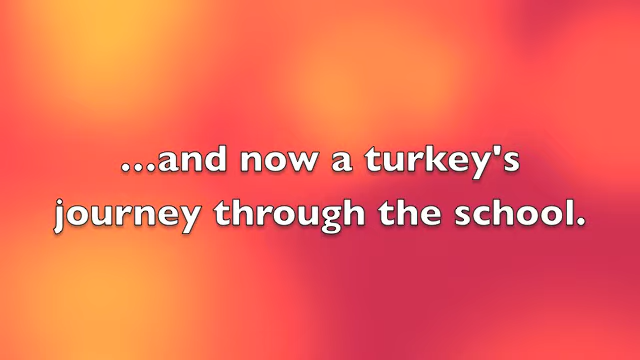 ...and now a turkey's
journey through the school.